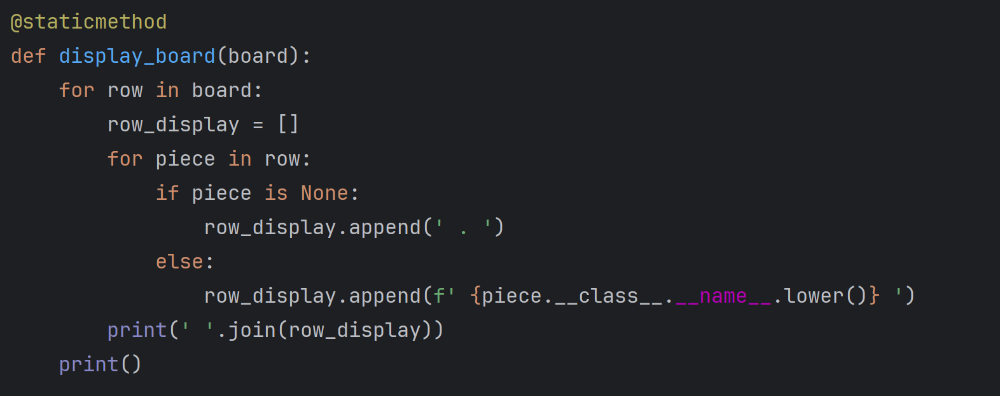 @staticmethod
def display_board(board):
    for row in board:
        row_display = []
        for piece in row:
            if piece is None:
                row_display.append(' . ')
            else:
                row_display.append(f' {piece.__class__.__name__.lower()} ')
        print(' '.join(row_display))
    print()